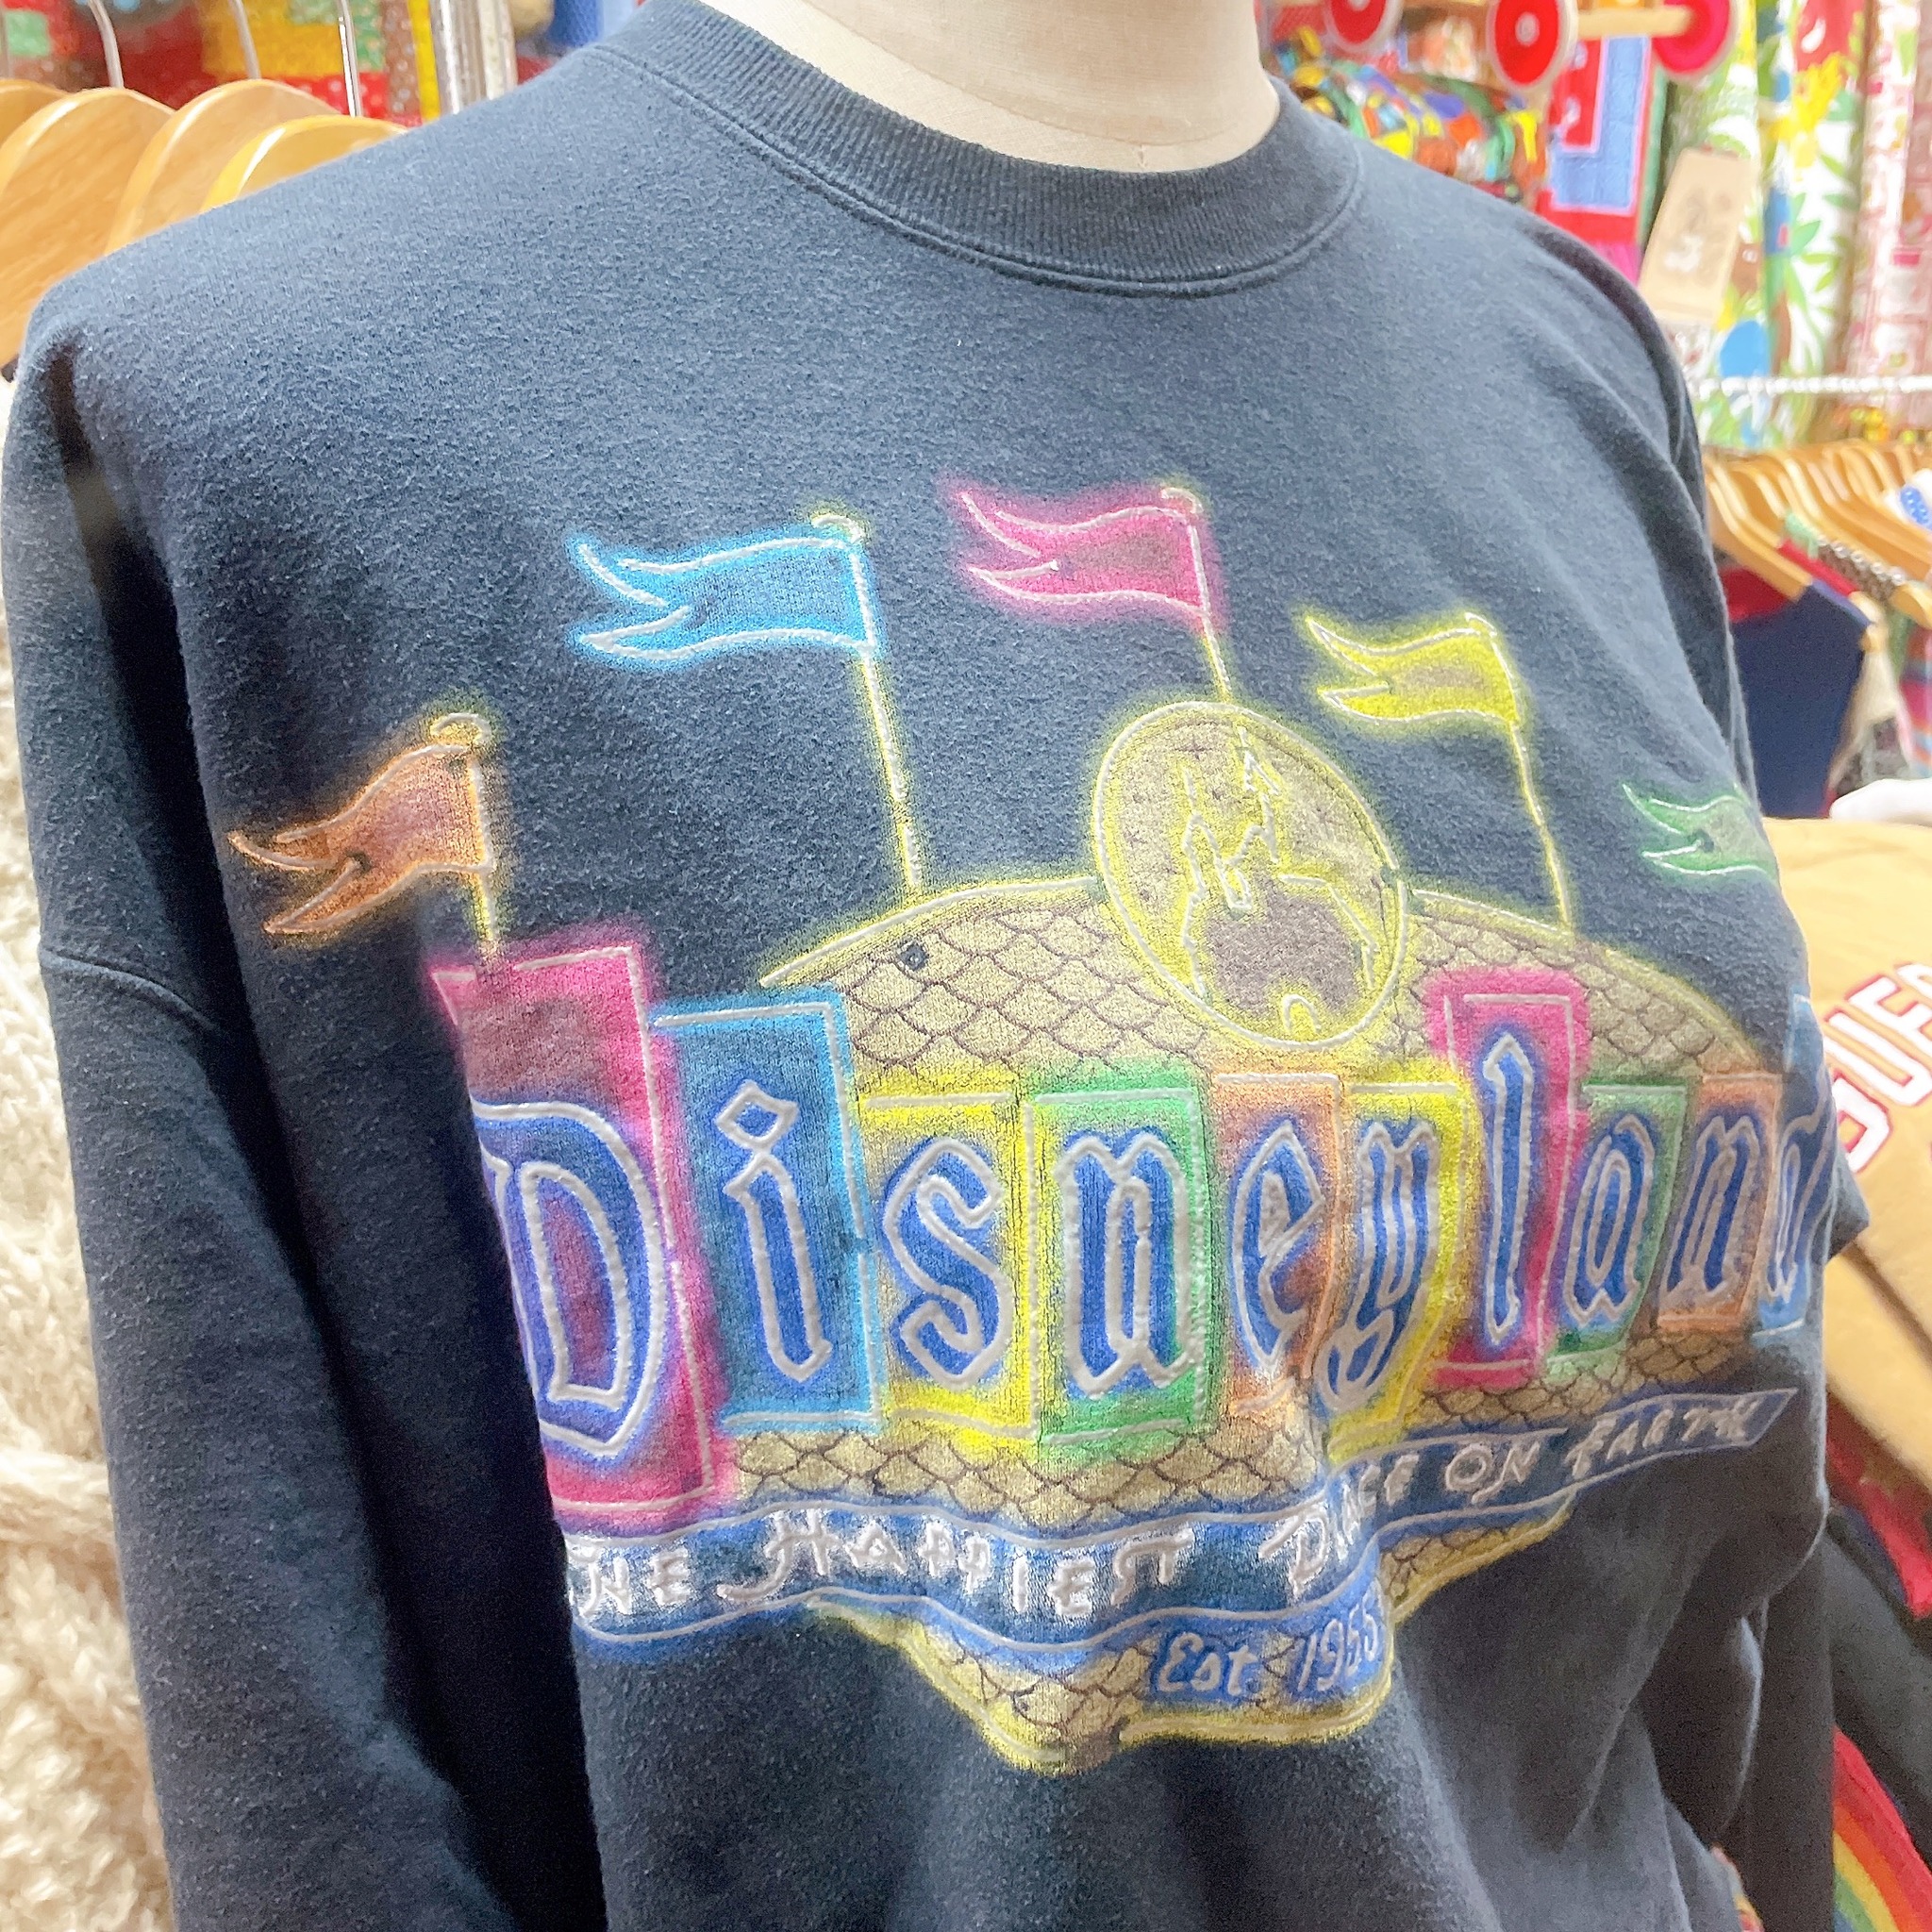 Disneyland
THE HAPPIEST PLACE ON EARTH
Est. 1955